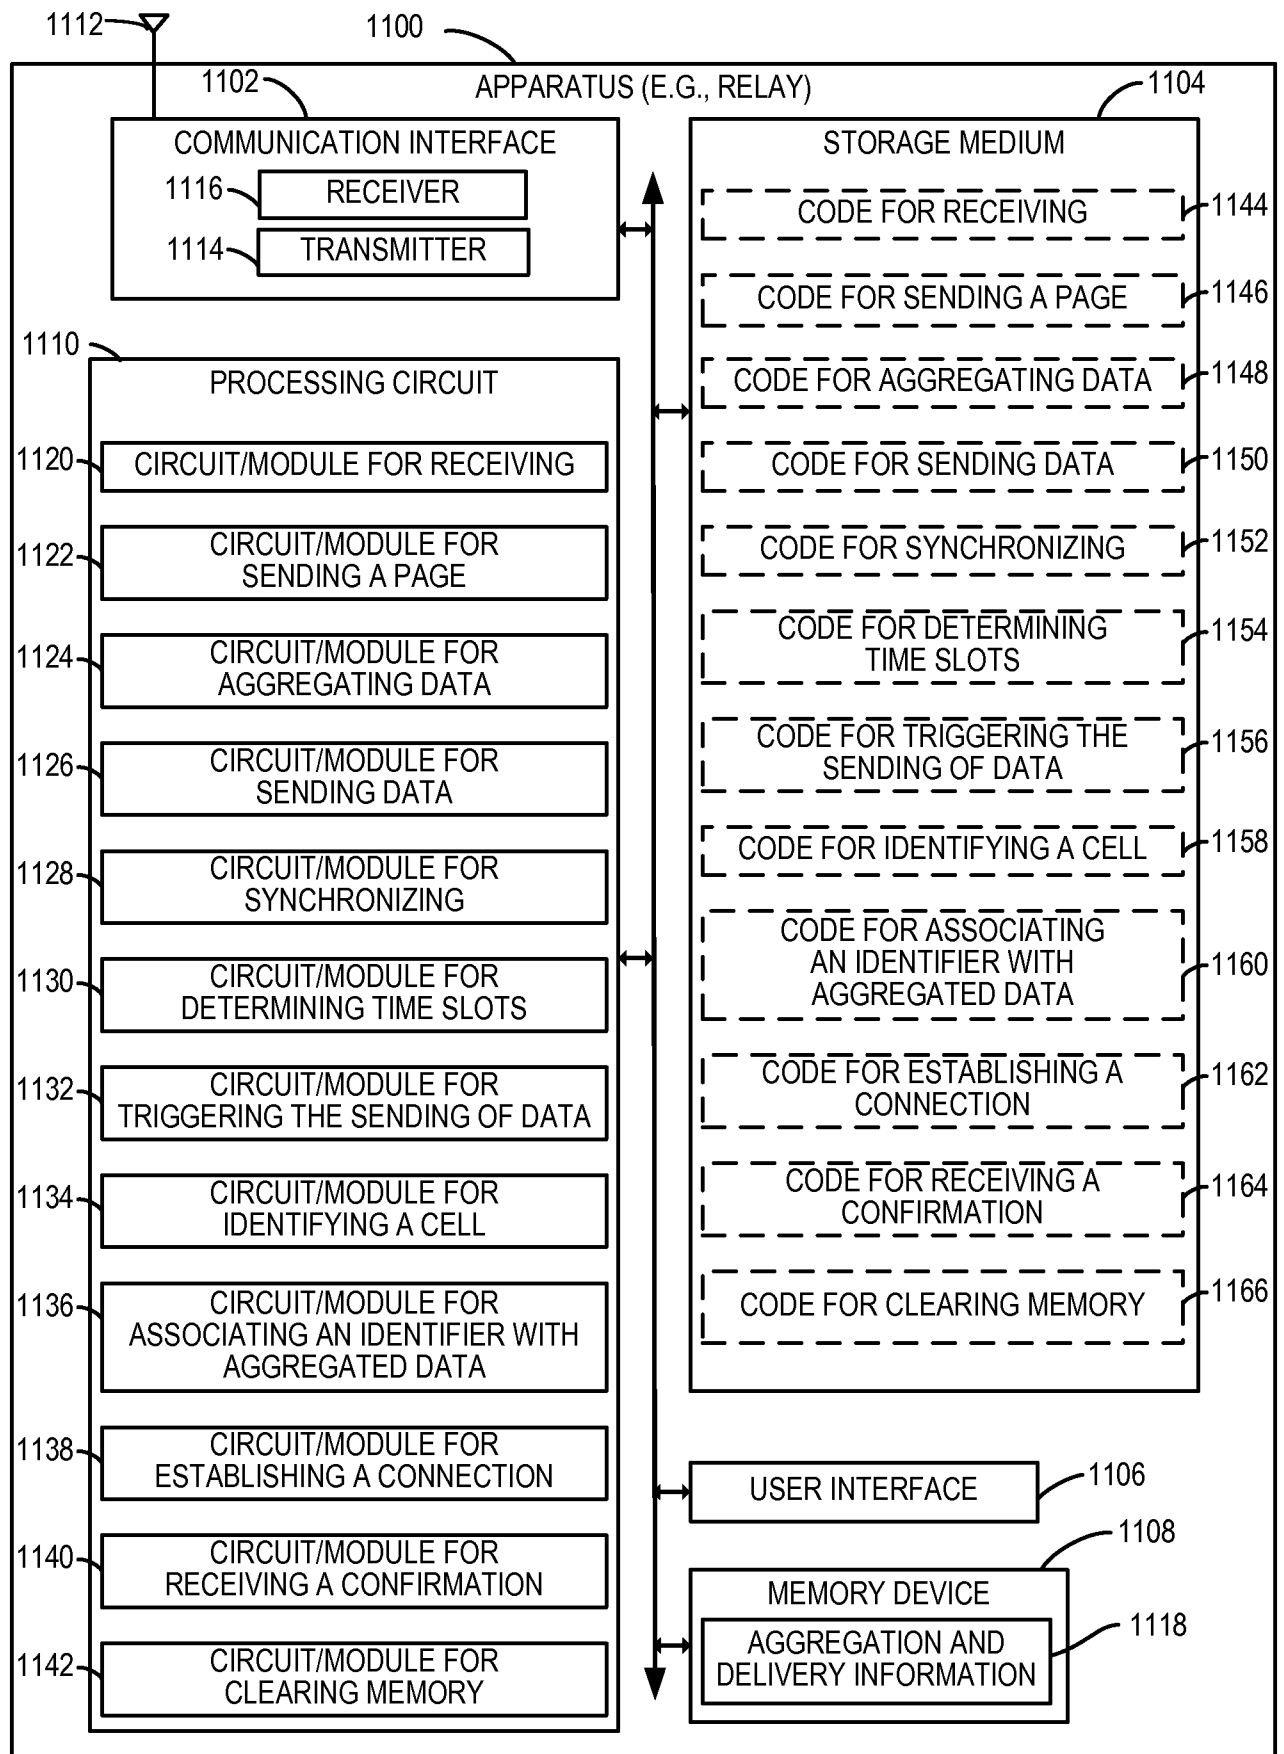 1112
1100
APPARATUS (E.G., RELAY)
1102
COMMUNICATION INTERFACE
1116
RECEIVER
1114
TRANSMITTER
1110
PROCESSING CIRCUIT
1120
CIRCUIT/MODULE FOR RECEIVING
1122
CIRCUIT/MODULE FOR
SENDING A PAGE
1124
CIRCUIT/MODULE FOR
AGGREGATING DATA
1126
CIRCUIT/MODULE FOR
SENDING DATA
1128
CIRCUIT/MODULE FOR
SYNCHRONIZING
1130
CIRCUIT/MODULE FOR
DETERMINING TIME SLOTS
1132
CIRCUIT/MODULE FOR
TRIGGERING THE SENDING OF DATA
1134
CIRCUIT/MODULE FOR
IDENTIFYING A CELL
1136
CIRCUIT/MODULE FOR
ASSOCIATING AN IDENTIFIER WITH
AGGREGATED DATA
1138
CIRCUIT/MODULE FOR
ESTABLISHING A CONNECTION
1140
CIRCUIT/MODULE FOR
RECEIVING A CONFIRMATION
1142
CIRCUIT/MODULE FOR
CLEARING MEMORY
1104
STORAGE MEDIUM
CODE FOR RECEIVING
1144
CODE FOR SENDING A PAGE
1146
CODE FOR AGGREGATING DATA
1148
CODE FOR SENDING DATA
1150
CODE FOR SYNCHRONIZING
1152
CODE FOR DETERMINING
TIME SLOTS
1154
CODE FOR TRIGGERING THE
SENDING OF DATA
1156
CODE FOR IDENTIFYING A CELL
1158
CODE FOR ASSOCIATING
AN IDENTIFIER WITH
AGGREGATED DATA
1160
CODE FOR ESTABLISHING A
CONNECTION
1162
CODE FOR RECEIVING A
CONFIRMATION
1164
CODE FOR CLEARING MEMORY
1166
USER INTERFACE
1106
1108
MEMORY DEVICE
1118
AGGREGATION AND
DELIVERY INFORMATION